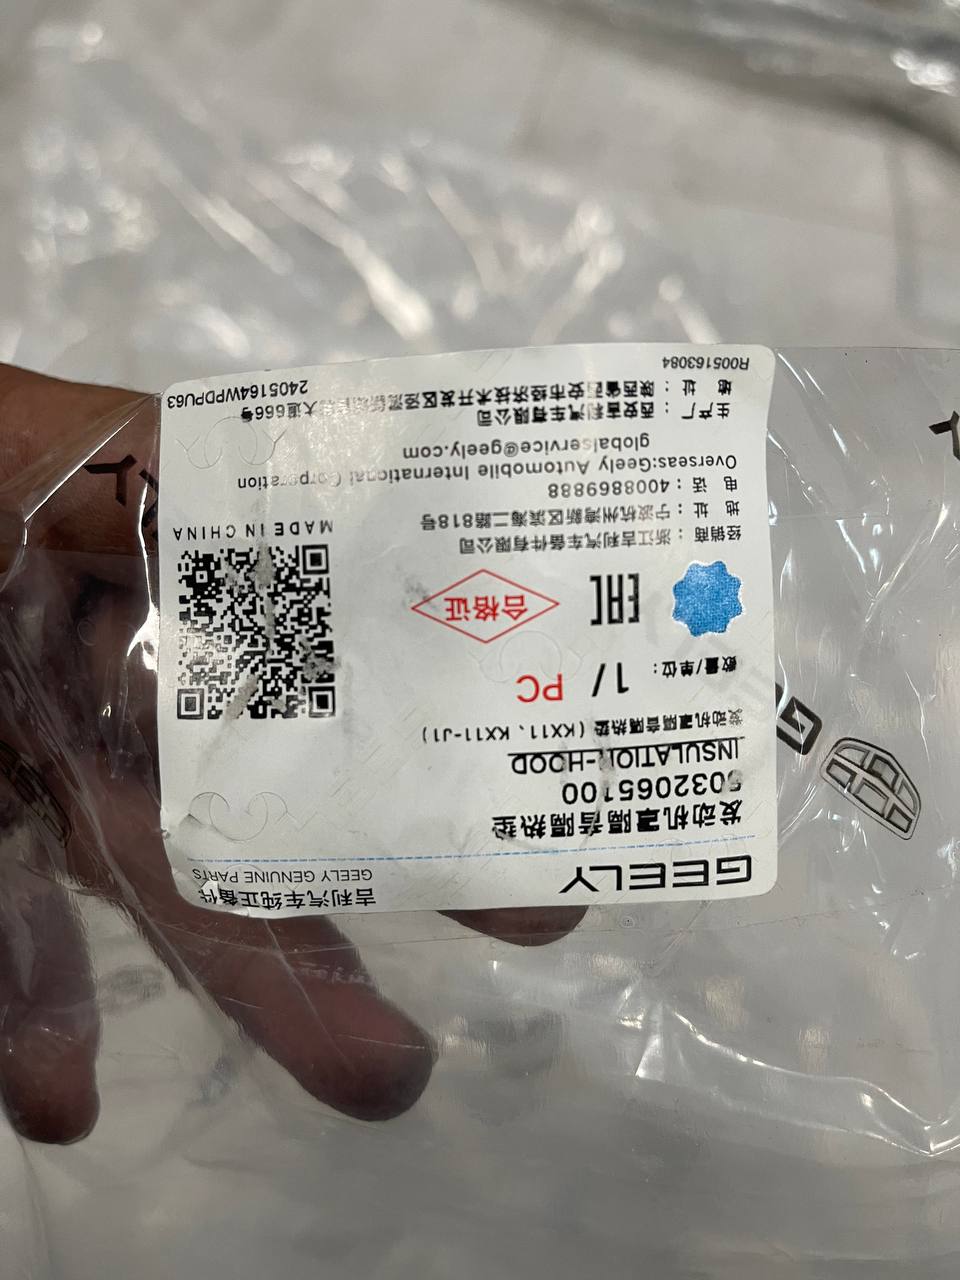 GEELY
吉利汽车纯正备件
GEELY GENUINE PARTS
发动机罩隔音隔热垫
5032065100
INSULATION-HOOD
发动机罩隔音隔热垫（KX11、KX11-J1）
数量/单位： 1/ PC
EAC
合格证
MADE IN CHINA
经销商：浙江吉利汽车备件有限公司
地 址：宁波杭州湾新区滨海二路818号
电 话：4008869888
Overseas:Geely Automobile International Corporation
globalservice@geely.com
生产厂：西安吉利汽车有限公司
地 址：陕西省西安市经济技术开发区泾渭新城 大道666号
R005163084
2405164WPDPU63
G